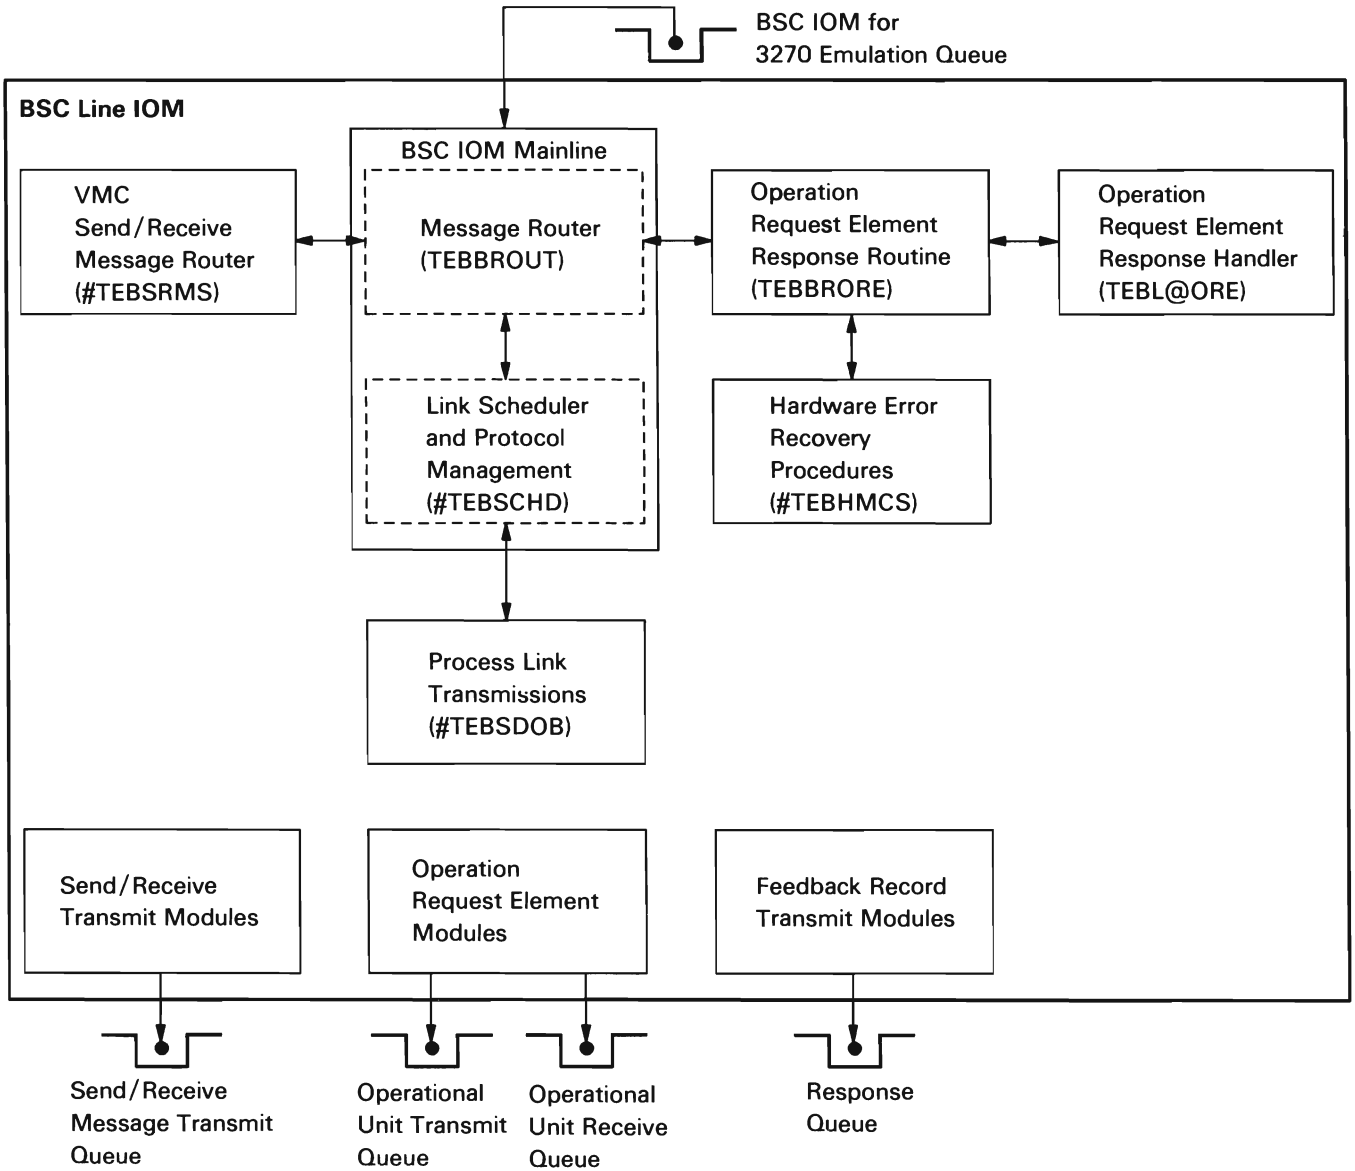 BSC IOM for
3270 Emulation Queue
BSC Line IOM
BSC IOM Mainline
VMC
Send/Receive
Message Router
(#TEBSRMS)
Message Router
(TEBBROUT)
Operation
Request Element
Response Routine
(TEBBRORE)
Operation
Request Element
Response Handler
(TEBL@ORE)
Link Scheduler
and Protocol
Management
(#TEBSCHD)
Hardware Error
Recovery
Procedures
(#TEBHMCS)
Process Link
Transmissions
(#TEBSDOB)
Send/Receive
Transmit Modules
Operation
Request Element
Modules
Feedback Record
Transmit Modules
Send/Receive
Message Transmit
Queue
Operational
Unit Transmit
Queue
Operational
Unit Receive
Queue
Response
Queue